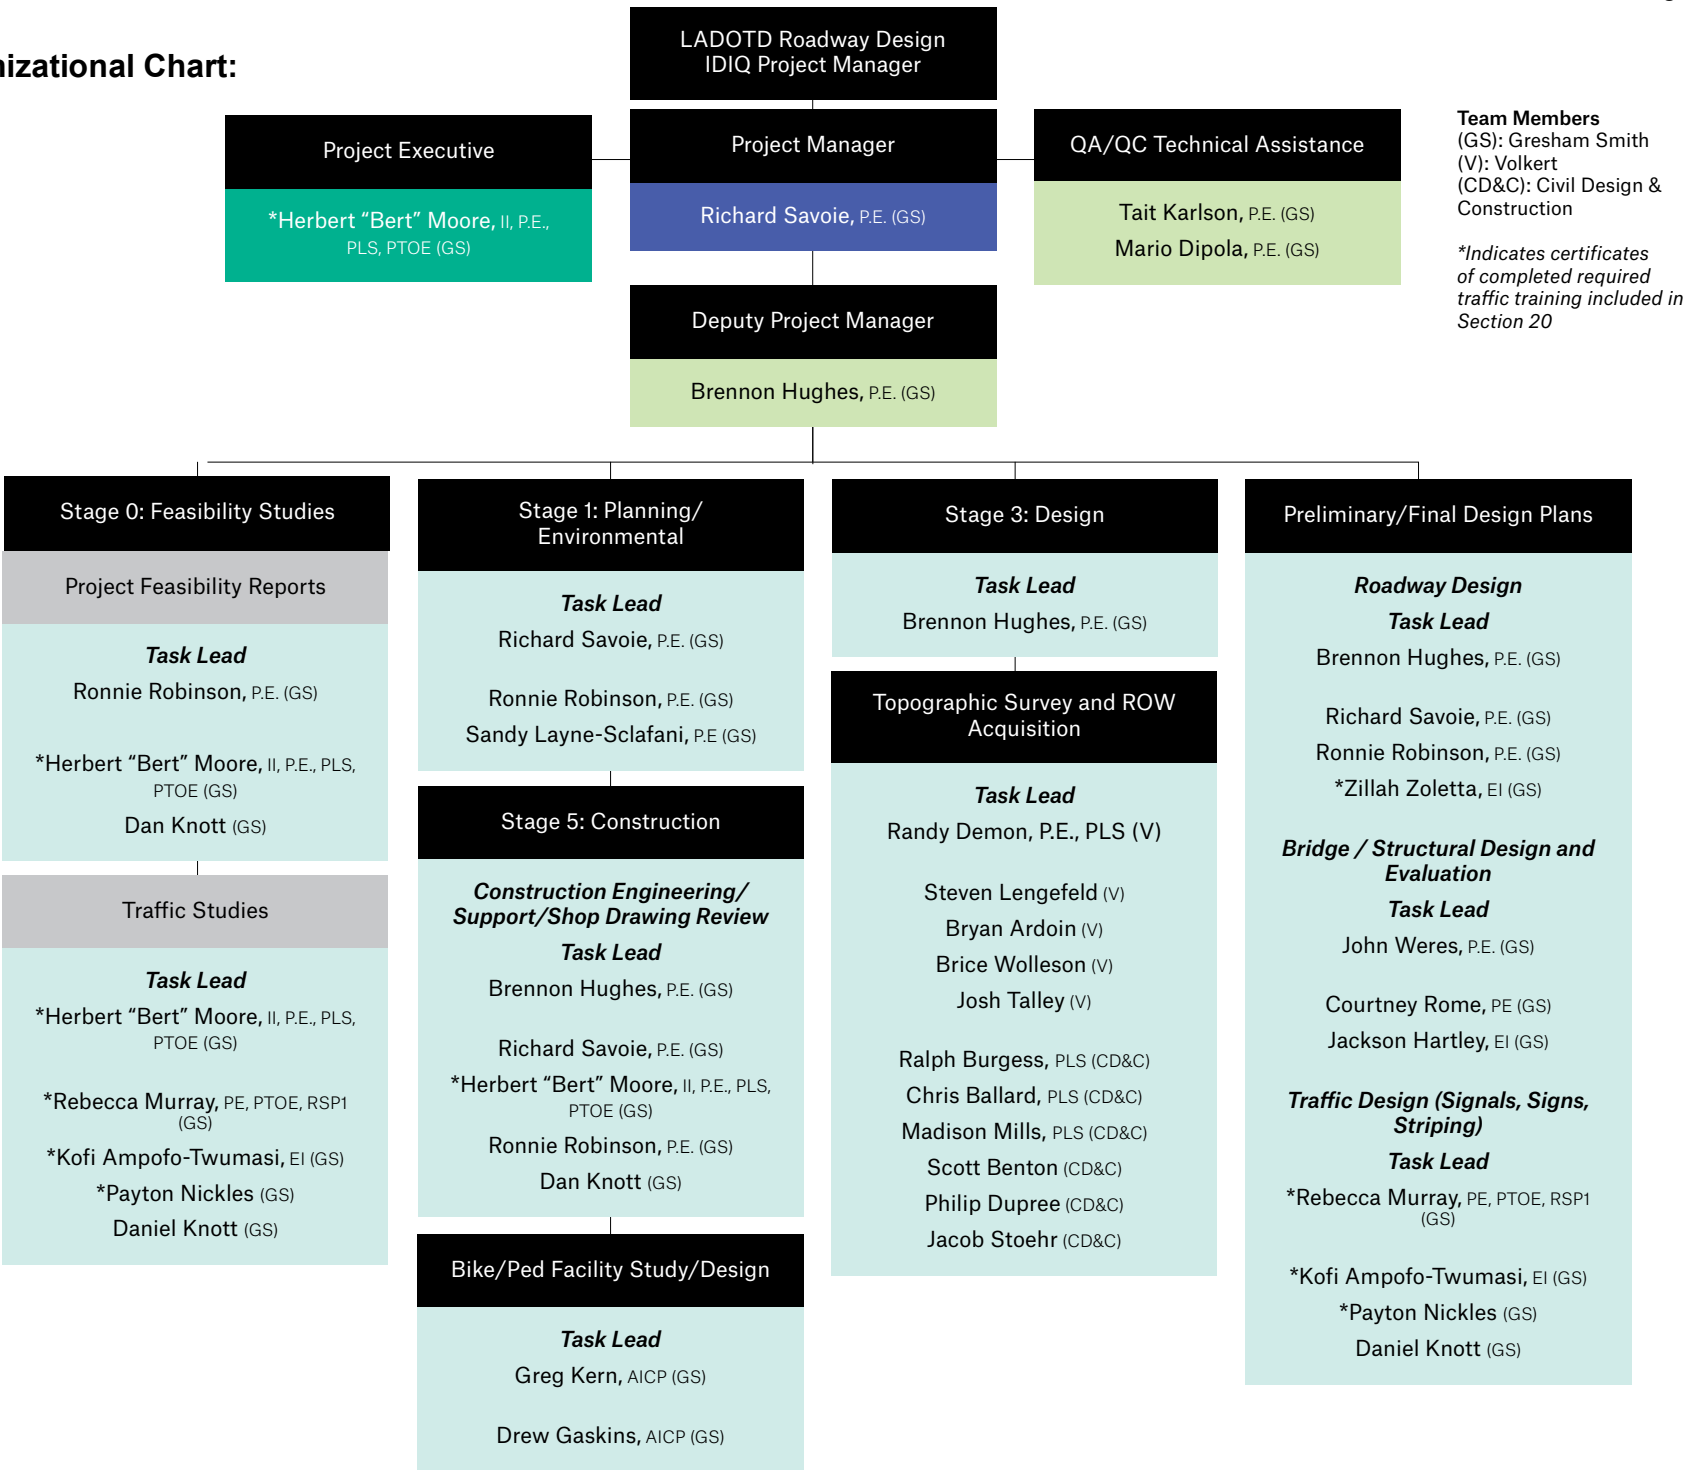 nizational Chart:
LADOTD Roadway Design
IDIQ Project Manager
Project Executive
*Herbert “Bert” Moore, II, P.E.,
PLS, PTOE (GS)
Project Manager
Richard Savoie, P.E. (GS)
QA/QC Technical Assistance
Tait Karlson, P.E. (GS)
Mario Dipola, P.E. (GS)
Team Members
(GS): Gresham Smith
(V): Volkert
(CD&C): Civil Design &
Construction
*Indicates certificates
of completed required
traffic training included in
Section 20
Deputy Project Manager
Brennon Hughes, P.E. (GS)
Stage 0: Feasibility Studies
Project Feasibility Reports
Task Lead
Ronnie Robinson, P.E. (GS)
*Herbert “Bert” Moore, II, P.E., PLS,
PTOE (GS)
Dan Knott (GS)
Traffic Studies
Task Lead
*Herbert “Bert” Moore, II, P.E., PLS,
PTOE (GS)
*Rebecca Murray, PE, PTOE, RSP1
(GS)
*Kofi Ampofo-Twumasi, EI (GS)
*Payton Nickles (GS)
Daniel Knott (GS)
Stage 1: Planning/
Environmental
Task Lead
Richard Savoie, P.E. (GS)
Ronnie Robinson, P.E. (GS)
Sandy Layne-Sclafani, P.E (GS)
Stage 5: Construction
Construction Engineering/
Support/Shop Drawing Review
Task Lead
Brennon Hughes, P.E. (GS)
Richard Savoie, P.E. (GS)
*Herbert “Bert” Moore, II, P.E., PLS,
PTOE (GS)
Ronnie Robinson, P.E. (GS)
Dan Knott (GS)
Bike/Ped Facility Study/Design
Task Lead
Greg Kern, AICP (GS)
Drew Gaskins, AICP (GS)
Stage 3: Design
Task Lead
Brennon Hughes, P.E. (GS)
Topographic Survey and ROW
Acquisition
Task Lead
Randy Demon, P.E., PLS (V)
Steven Lengefeld (V)
Bryan Ardoin (V)
Brice Wolleson (V)
Josh Talley (V)
Ralph Burgess, PLS (CD&C)
Chris Ballard, PLS (CD&C)
Madison Mills, PLS (CD&C)
Scott Benton (CD&C)
Philip Dupree (CD&C)
Jacob Stoehr (CD&C)
Preliminary/Final Design Plans
Roadway Design
Task Lead
Brennon Hughes, P.E. (GS)
Richard Savoie, P.E. (GS)
Ronnie Robinson, P.E. (GS)
*Zillah Zoletta, EI (GS)
Bridge / Structural Design and
Evaluation
Task Lead
John Weres, P.E. (GS)
Courtney Rome, PE (GS)
Jackson Hartley, EI (GS)
Traffic Design (Signals, Signs,
Striping)
Task Lead
*Rebecca Murray, PE, PTOE, RSP1
(GS)
*Kofi Ampofo-Twumasi, EI (GS)
*Payton Nickles (GS)
Daniel Knott (GS)